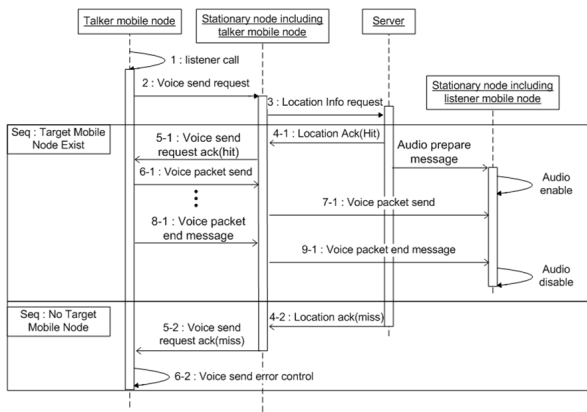 Talker mobile node
Stationary node including
talker mobile node
Server
1 : listener call
2 : Voice send request
Stationary node including
listener mobile node
3 : Location Info request
Seq : Target Mobile
Node Exist
5-1 : Voice send
request ack(hit)
4-1 : Location Ack(Hit)
Audio prepare
message
6-1 : Voice packet send
Audio
enable
7-1 : Voice packet send
8-1 : Voice packet
end message
9-1 : Voice packet end message
Audio
disable
Seq : No Target
Mobile Node
4-2 : Location ack(miss)
5-2 : Voice send
request ack(miss)
6-2 : Voice send error control